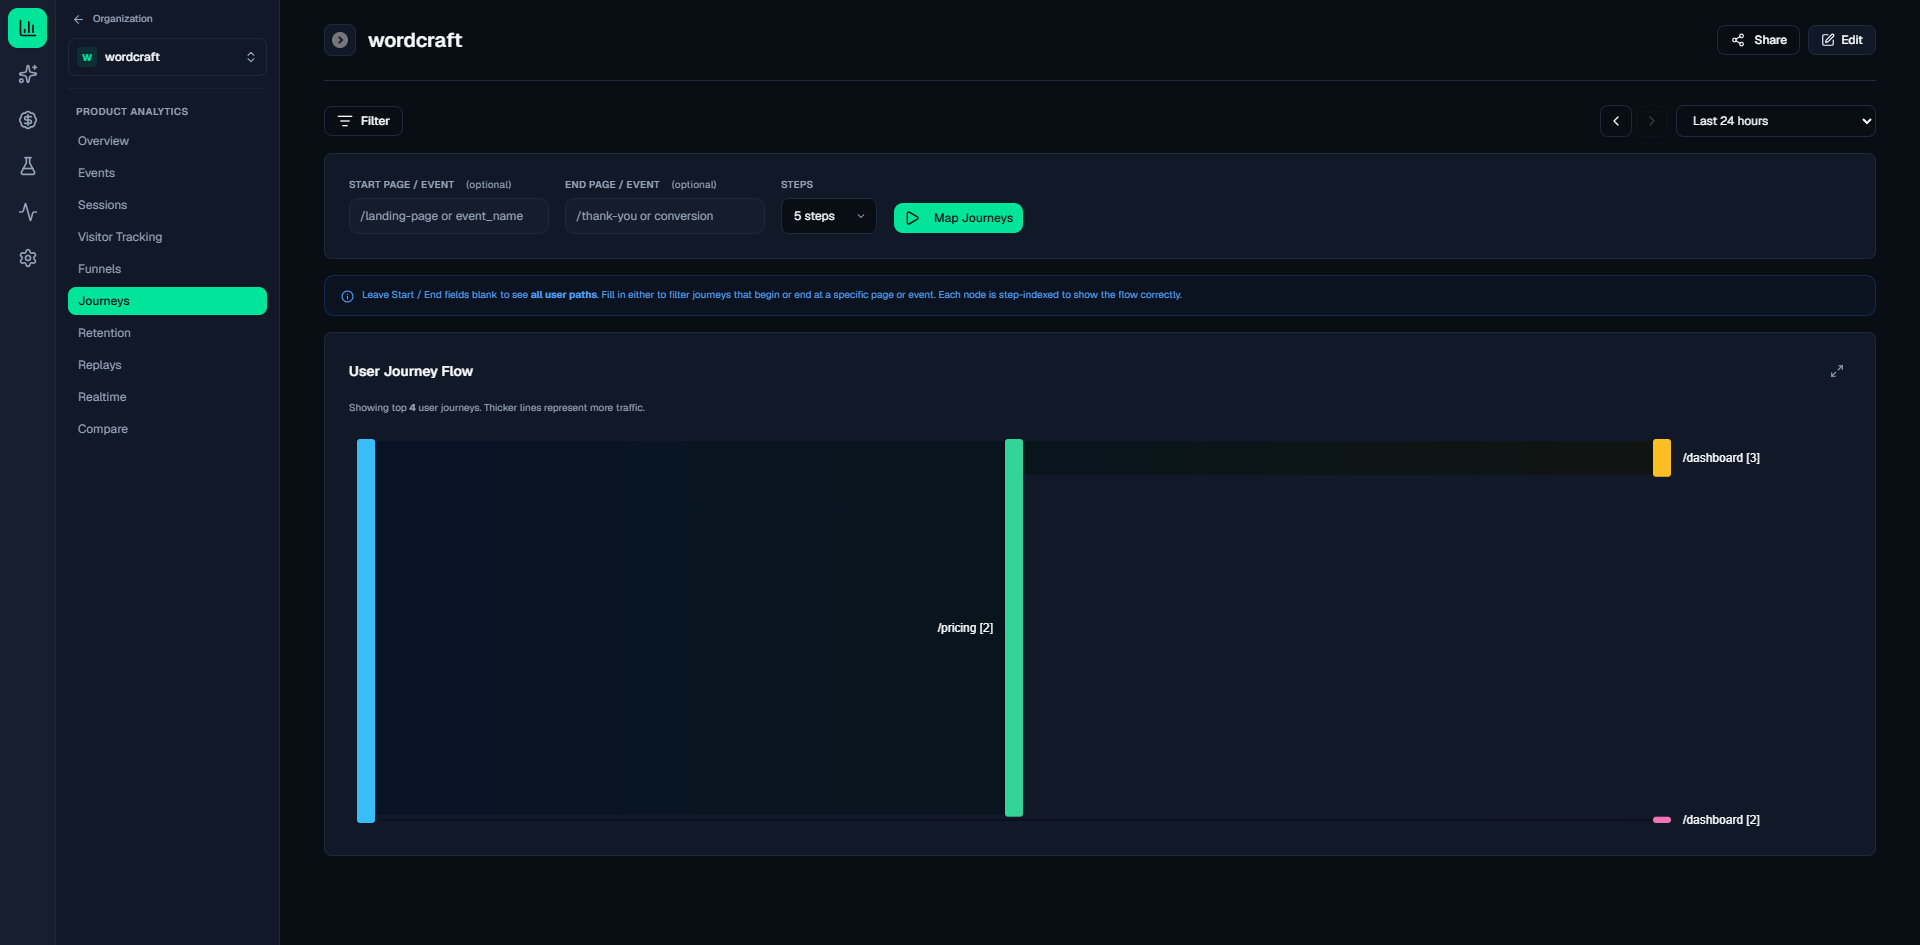 Organization
w wordcraft
PRODUCT ANALYTICS
Overview
Events
Sessions
Visitor Tracking
Funnels
Journeys
Retention
Replays
Realtime
Compare
wordcraft
Share
Edit
Filter
Last 24 hours
START PAGE / EVENT (optional)
/landing-page or event_name
END PAGE / EVENT (optional)
/thank-you or conversion
STEPS
5 steps
Map Journeys
Leave Start / End fields blank to see all user paths. Fill in either to filter journeys that begin or end at a specific page or event. Each node is step-indexed to show the flow correctly.
User Journey Flow
Showing top 4 user journeys. Thicker lines represent more traffic.
/dashboard [3]
/pricing [2]
/dashboard [2]